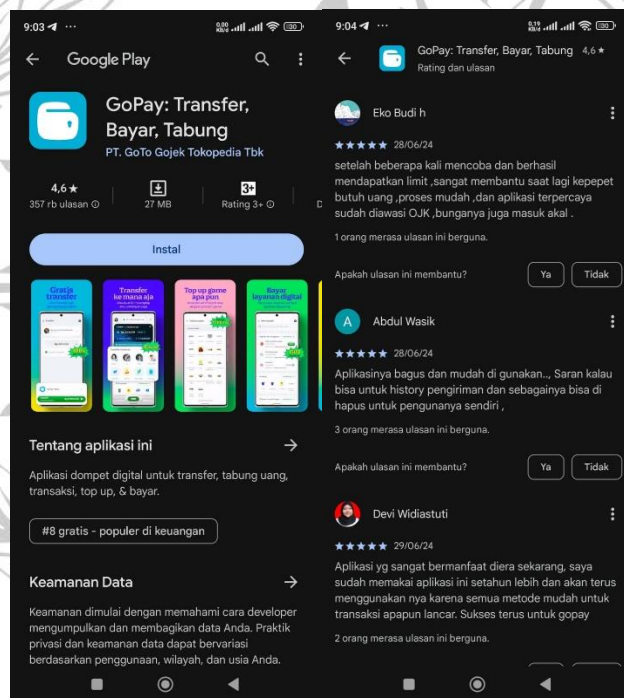 9:03
Google Play
GoPay: Transfer,
Bayar, Tabung
PT. GoTo Gojek Tokopedia Tbk
4,6★
357 rb ulasan
27 MB
3+
Rating 3+
Instal
Gratis
transfer
Transfer
ke mana aja
Top up game
apa pun
Bayar
layanan digital
Tentang aplikasi ini
Aplikasi dompet digital untuk transfer, tabung uang,
transaksi, top up, & bayar.
#8 gratis - populer di keuangan
Keamanan Data
Keamanan dimulai dengan memahami cara developer
mengumpulkan dan membagikan data Anda. Praktik
privasi dan keamanan data dapat bervariasi
berdasarkan penggunaan, wilayah, dan usia Anda.
9:04
GoPay: Transfer, Bayar, Tabung 4,6★
Rating dan ulasan
Eko Budi h
★★★★★ 28/06/24
setelah beberapa kali mencoba dan berhasil
mendapatkan limit ,sangat membantu saat lagi kepepet
butuh uang ,proses mudah ,dan aplikasi terpercaya
sudah diawasi OJK ,bunganya juga masuk akal .
1 orang merasa ulasan ini berguna.
Apakah ulasan ini membantu? Ya Tidak
A Abdul Wasik
★★★★★ 28/06/24
Aplikasinya bagus dan mudah di gunakan.., Saran kalau
bisa untuk history pengiriman dan sebagainya bisa di
hapus untuk pengunanya sendiri ,
3 orang merasa ulasan ini berguna.
Apakah ulasan ini membantu? Ya Tidak
Devi Widiastuti
★★★★★ 29/06/24
Aplikasi yg sangat bermanfaat diera sekarang, saya
sudah memakai aplikasi ini setahun lebih dan akan terus
menggunakan nya karena semua metode mudah untuk
transaksi apapun lancar. Sukses terus untuk gopay
2 orang merasa ulasan ini berguna.